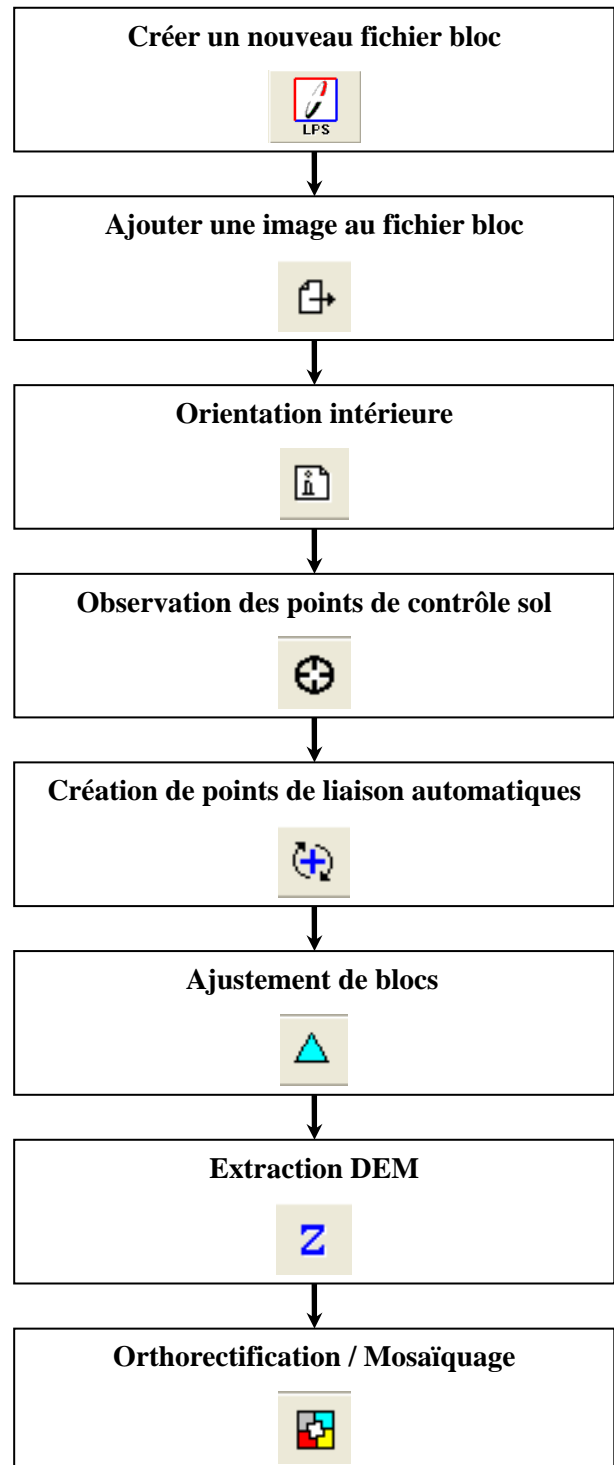 Créer un nouveau fichier bloc
LPS
Ajouter une image au fichier bloc
Orientation intérieure
Observation des points de contrôle sol
Création de points de liaison automatiques
Ajustement de blocs
Extraction DEM
Z
Orthorectification / Mosaïquage